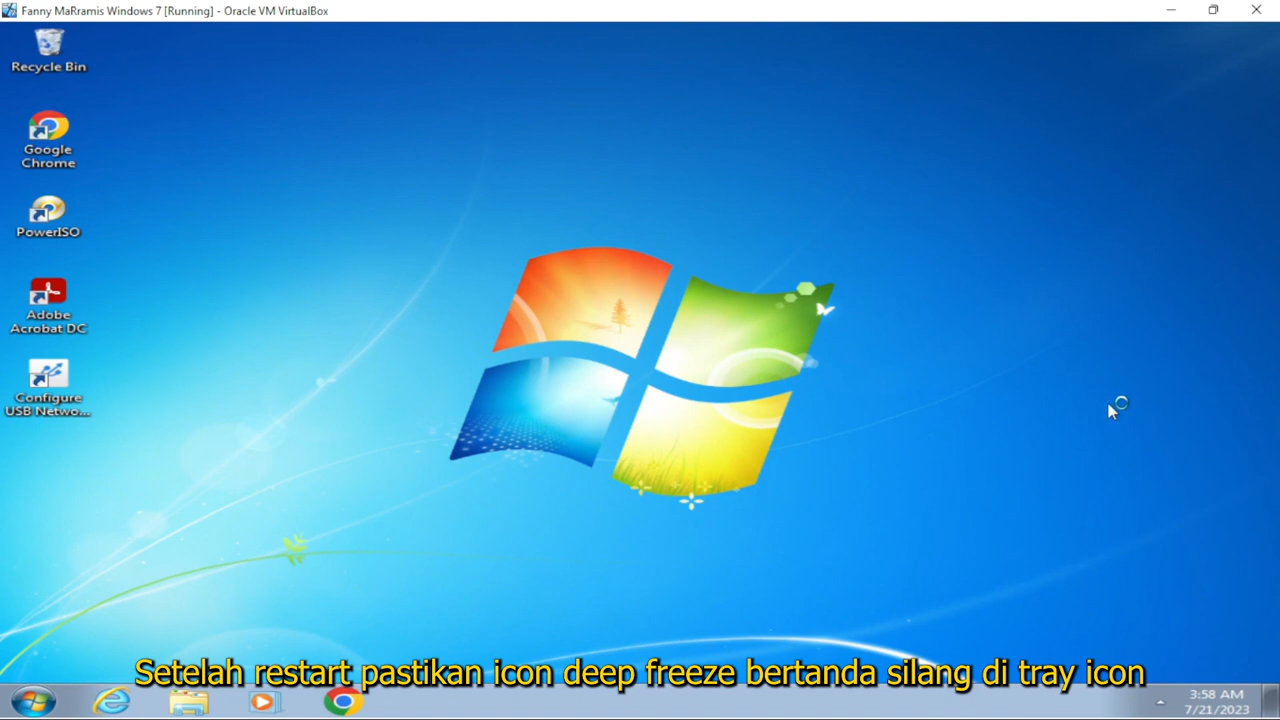 Fanny MaRramis Windows 7 [Running] - Oracle VM VirtualBox
Recycle Bin
Google
Chrome
PowerISO
Adobe
Acrobat DC
Configure
USB Netwo...
Setelah restart pastikan icon deep freeze bertanda silang di tray icon
3:58 AM
7/21/2023